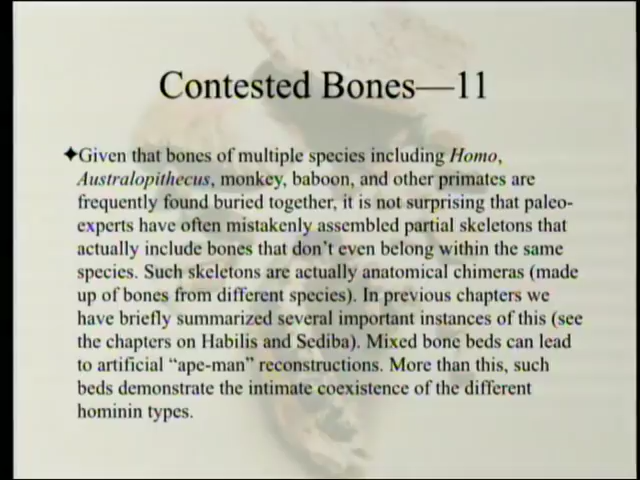 Contested Bones—11
✦Given that bones of multiple species including Homo,
Australopithecus, monkey, baboon, and other primates are
frequently found buried together, it is not surprising that paleo-
experts have often mistakenly assembled partial skeletons that
actually include bones that don’t even belong within the same
species. Such skeletons are actually anatomical chimeras (made
up of bones from different species). In previous chapters we
have briefly summarized several important instances of this (see
the chapters on Habilis and Sediba). Mixed bone beds can lead
to artificial “ape-man” reconstructions. More than this, such
beds demonstrate the intimate coexistence of the different
hominin types.